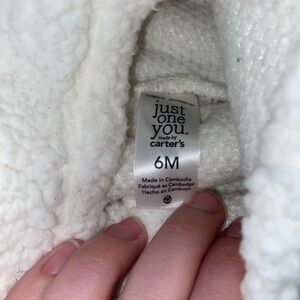 just
one
you.
made by
carter's
6M
Made in Cambodia
Fabriqué au Cambodge
Hecho en Camboya